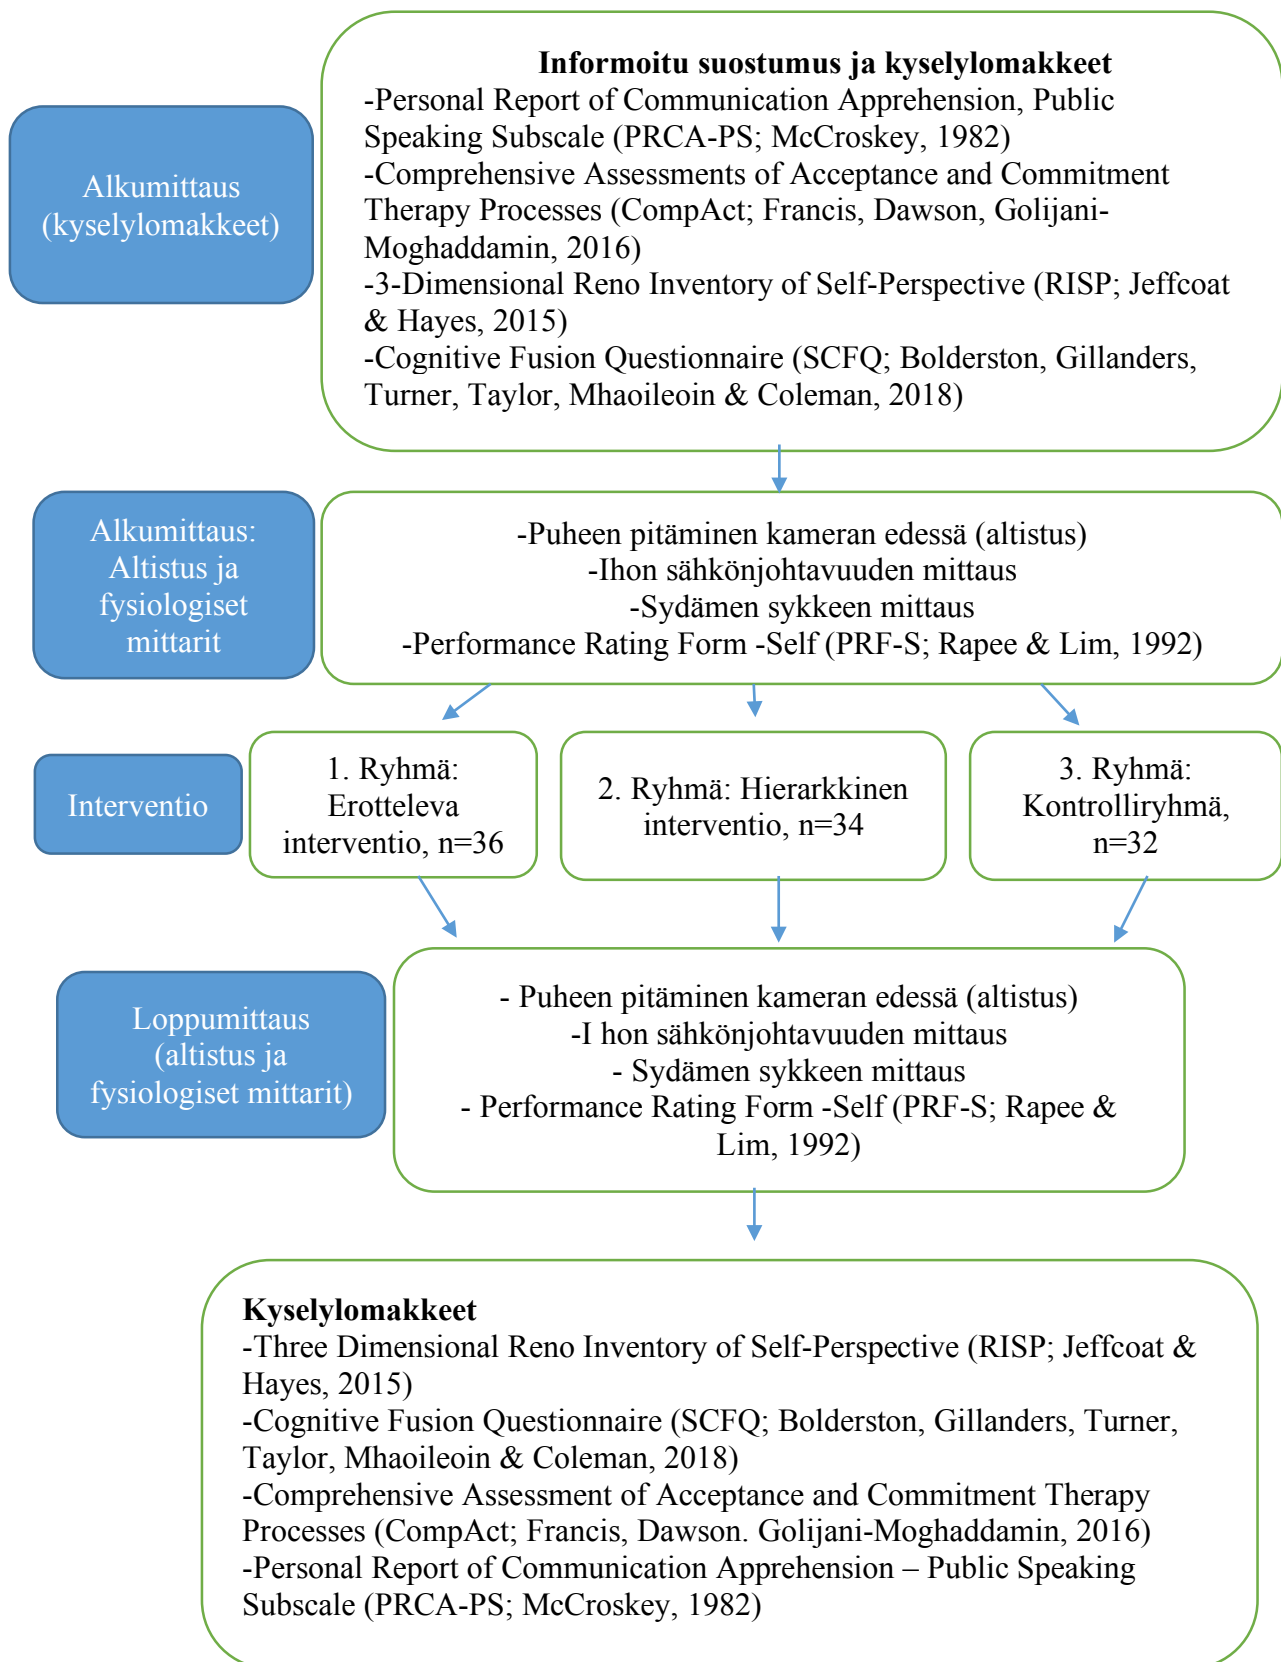 Informoitu suostumus ja kyselylomakkeet
-Personal Report of Communication Apprehension, Public
Speaking Subscale (PRCA-PS; McCroskey, 1982)
-Comprehensive Assessments of Acceptance and Commitment
Therapy Processes (CompAct; Francis, Dawson, Golijani-
Moghaddamin, 2016)
-3-Dimensional Reno Inventory of Self-Perspective (RISP; Jeffcoat
& Hayes, 2015)
-Cognitive Fusion Questionnaire (SCFQ; Bolderston, Gillanders,
Turner, Taylor, Mhaoileoin & Coleman, 2018)
Alkumittaus
(kyselylomakkeet)
Alkumittaus:
Altistus ja
fysiologiset
mittarit
-Puheen pitäminen kameran edessä (altistus)
-Ihon sähkönjohtavuuden mittaus
-Sydämen sykkeen mittaus
-Performance Rating Form -Self (PRF-S; Rapee & Lim, 1992)
Interventio
1. Ryhmä:
Erotteleva
interventio, n=36
2. Ryhmä: Hierarkkinen
interventio, n=34
3. Ryhmä:
Kontrolliryhmä,
n=32
Loppumittaus
(altistus ja
fysiologiset mittarit)
- Puheen pitäminen kameran edessä (altistus)
-I hon sähkönjohtavuuden mittaus
- Sydämen sykkeen mittaus
- Performance Rating Form -Self (PRF-S; Rapee &
Lim, 1992)
Kyselylomakkeet
-Three Dimensional Reno Inventory of Self-Perspective (RISP; Jeffcoat &
Hayes, 2015)
-Cognitive Fusion Questionnaire (SCFQ; Bolderston, Gillanders, Turner,
Taylor, Mhaoileoin & Coleman, 2018)
-Comprehensive Assessment of Acceptance and Commitment Therapy
Processes (CompAct; Francis, Dawson. Golijani-Moghaddamin, 2016)
-Personal Report of Communication Apprehension – Public Speaking
Subscale (PRCA-PS; McCroskey, 1982)